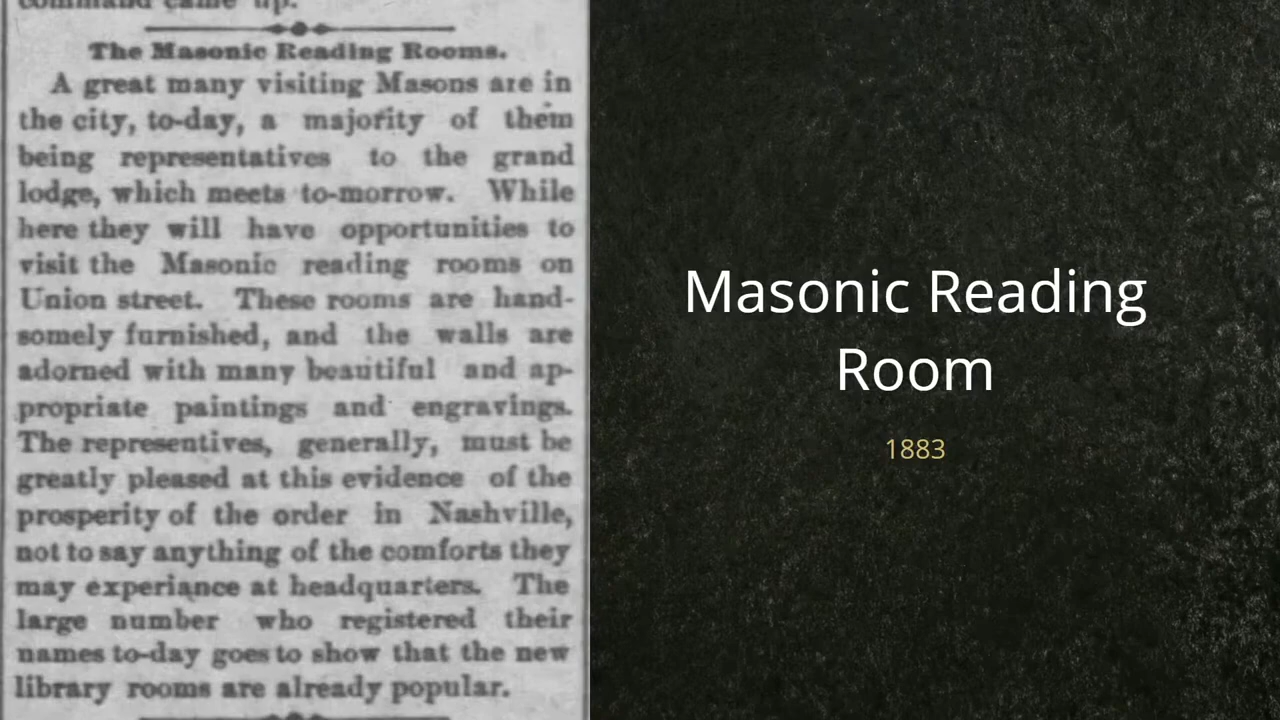 command came up.
The Masonic Reading Rooms.
A great many visiting Masons are in
the city, to-day, a majority of them
being representatives to the grand
lodge, which meets to-morrow. While
here they will have opportunities to
visit the Masonic reading rooms on
Union street. These rooms are hand-
somely furnished, and the walls are
adorned with many beautiful and ap-
propriate paintings and engravings.
The representives, generally, must be
greatly pleased at this evidence of the
prosperity of the order in Nashville,
not to say anything of the comforts they
may experiance at headquarters. The
large number who registered their
names to-day goes to show that the new
library rooms are already popular.
Masonic Reading
Room
1883